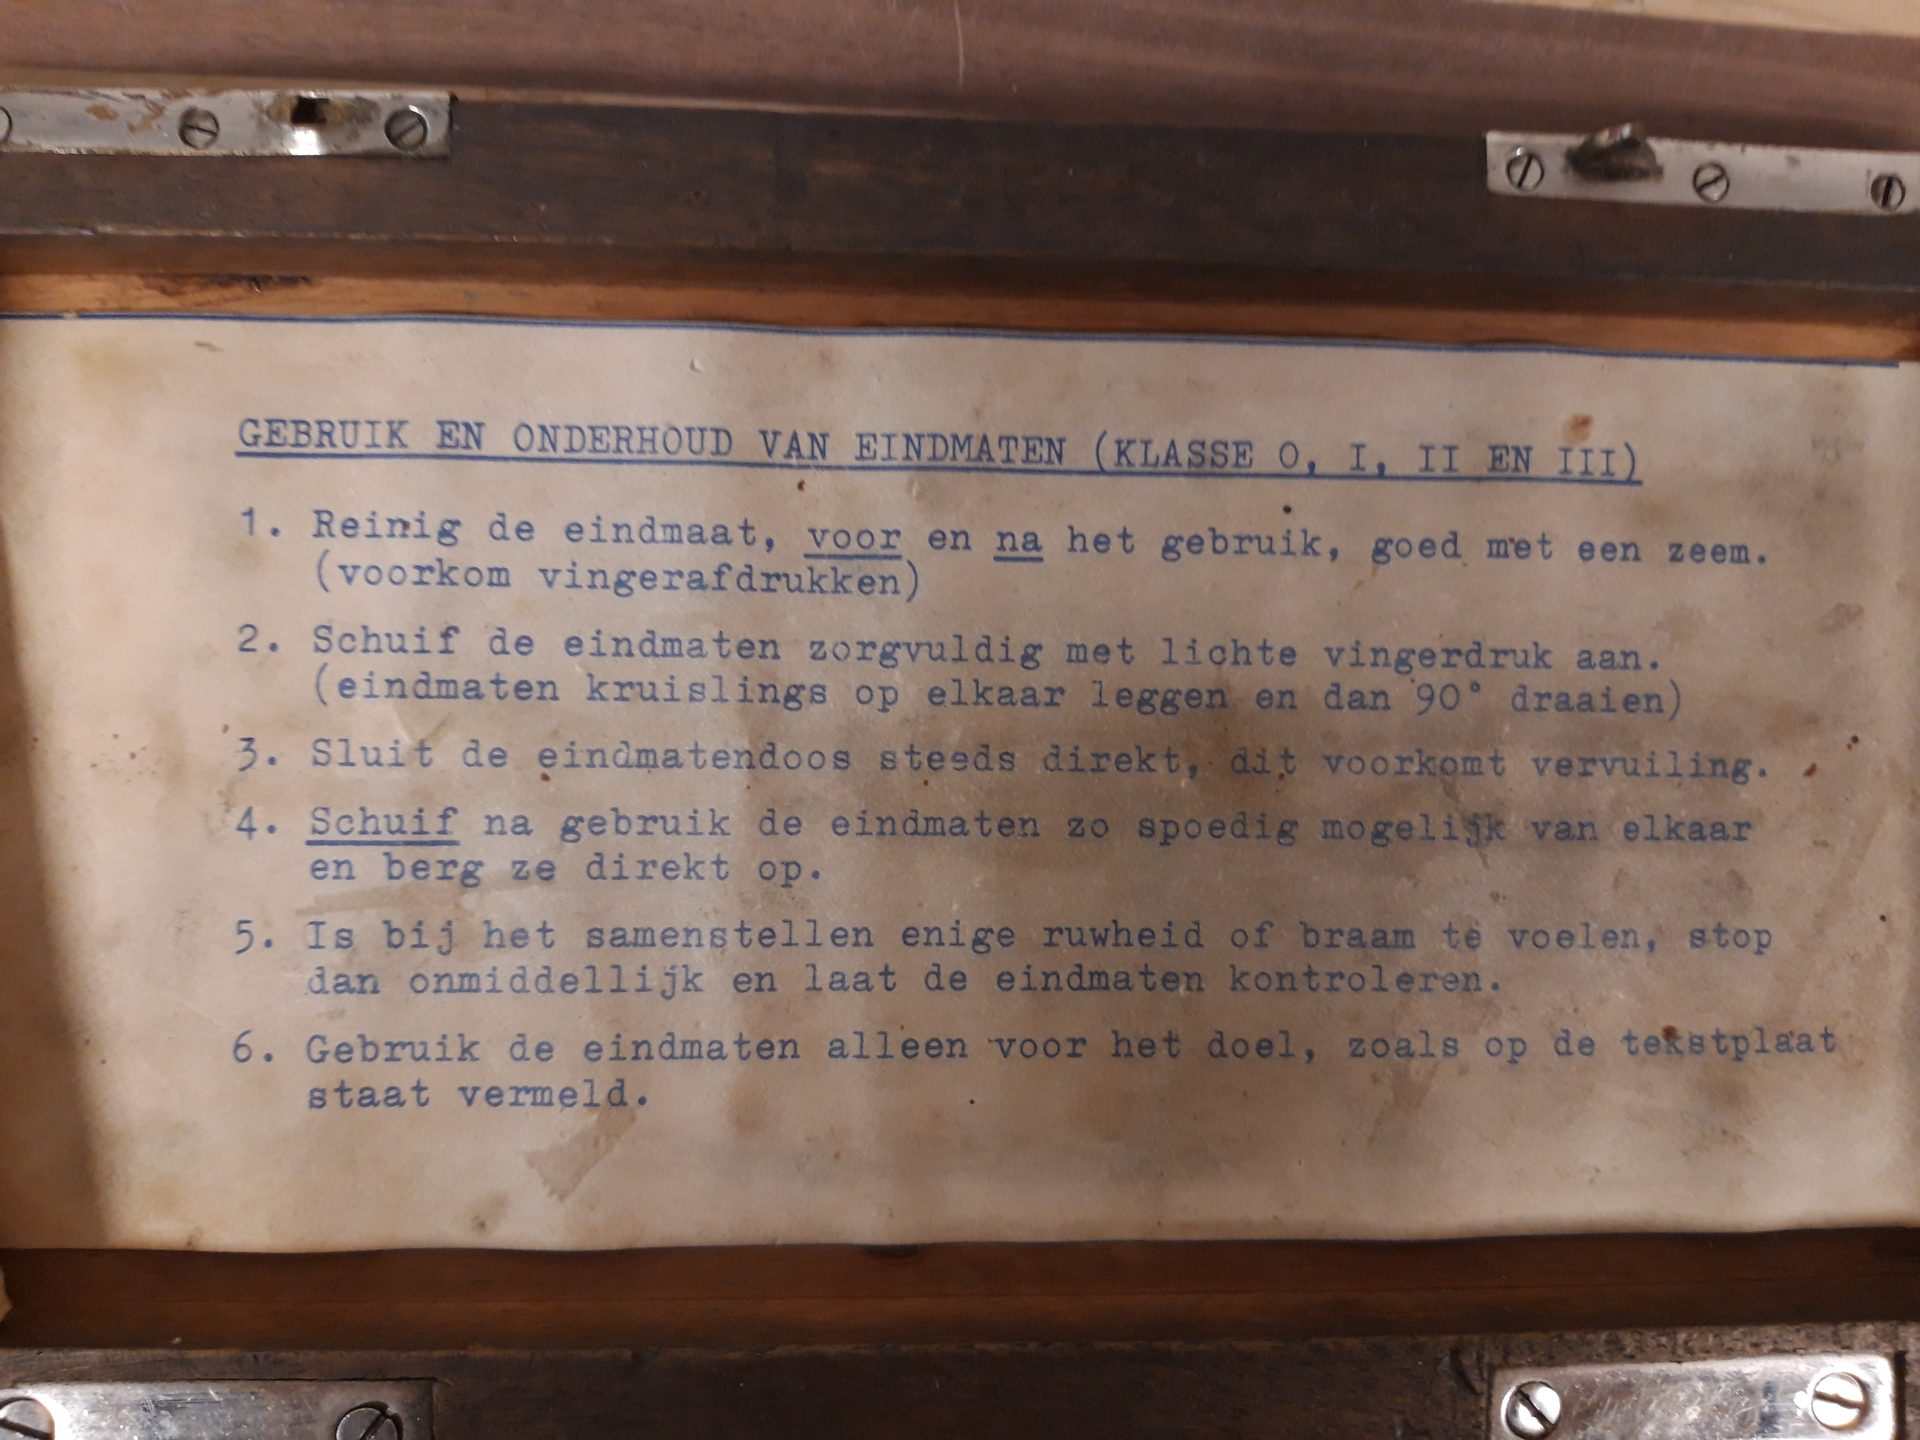 GEBRUIK EN ONDERHOUD VAN EINDMATEN (KLASSE O, I, II EN III)
1. Reinig de eindmaat, voor en na het gebruik, goed met een zeem.
(voorkom vingerafdrukken)
2. Schuif de eindmaten zorgvuldig met lichte vingerdruk aan.
(eindmaten kruislings op elkaar leggen en dan 90° draaien)
3. Sluit de eindmatendoos steeds direkt, dit voorkomt vervuiling.
4. Schuif na gebruik de eindmaten zo spoedig mogelijk van elkaar
en berg ze direkt op.
5. Is bij het samenstellen enige ruwheid of braam te voelen, stop
dan onmiddellijk en laat de eindmaten kontroleren.
6. Gebruik de eindmaten alleen voor het doel, zoals op de tekstplaat
staat vermeld.